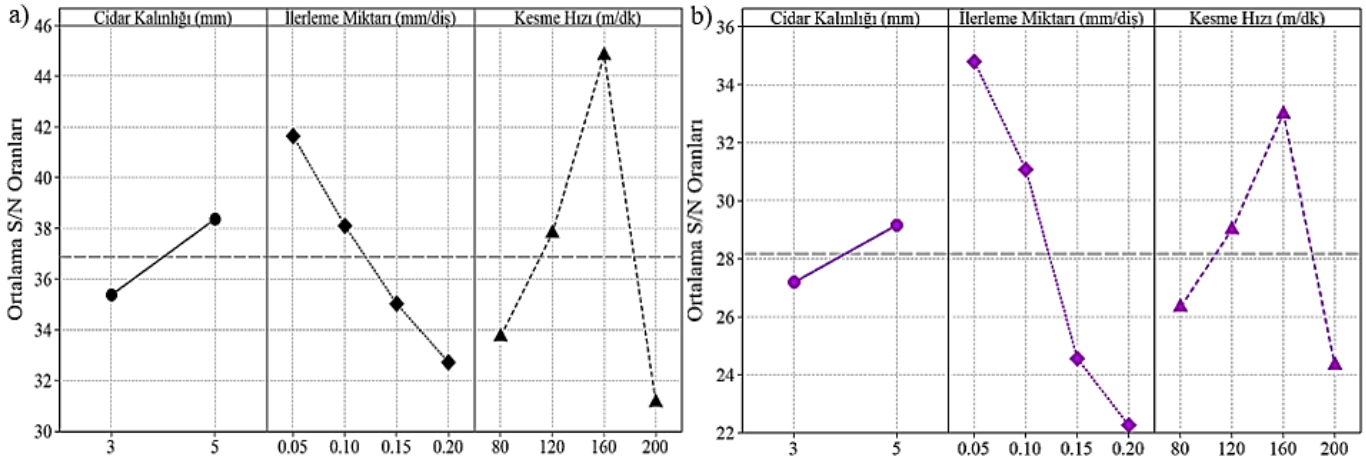 a)
Cidar Kalınlığı (mm) İlerleme Miktarı (mm/diş) Kesme Hızı (m/dk)
Ortalama S/N Oranları
46
44
42
40
38
36
34
32
30
3 5 0.05 0.10 0.15 0.20 80 120 160 200
b)
Cidar Kalınlığı (mm) İlerleme Miktarı (mm/diş) Kesme Hızı (m/dk)
Ortalama S/N Oranları
36
34
32
30
28
26
24
22
3 5 0.05 0.10 0.15 0.20 80 120 160 200